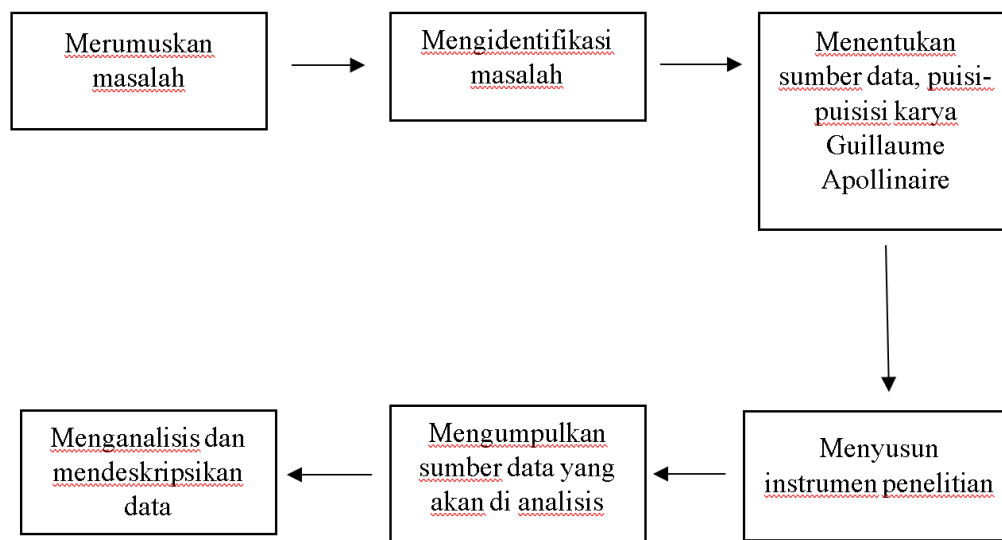 Merumuskan
masalah
Mengidentifikasi
masalah
Menentukan
sumber data, puisi-
puisisi karya
Guillaume
Apollinaire
Menyusun
instrumen penelitian
Mengumpulkan
sumber data yang
akan di analisis
Menganalisis dan
mendeskripsikan
data